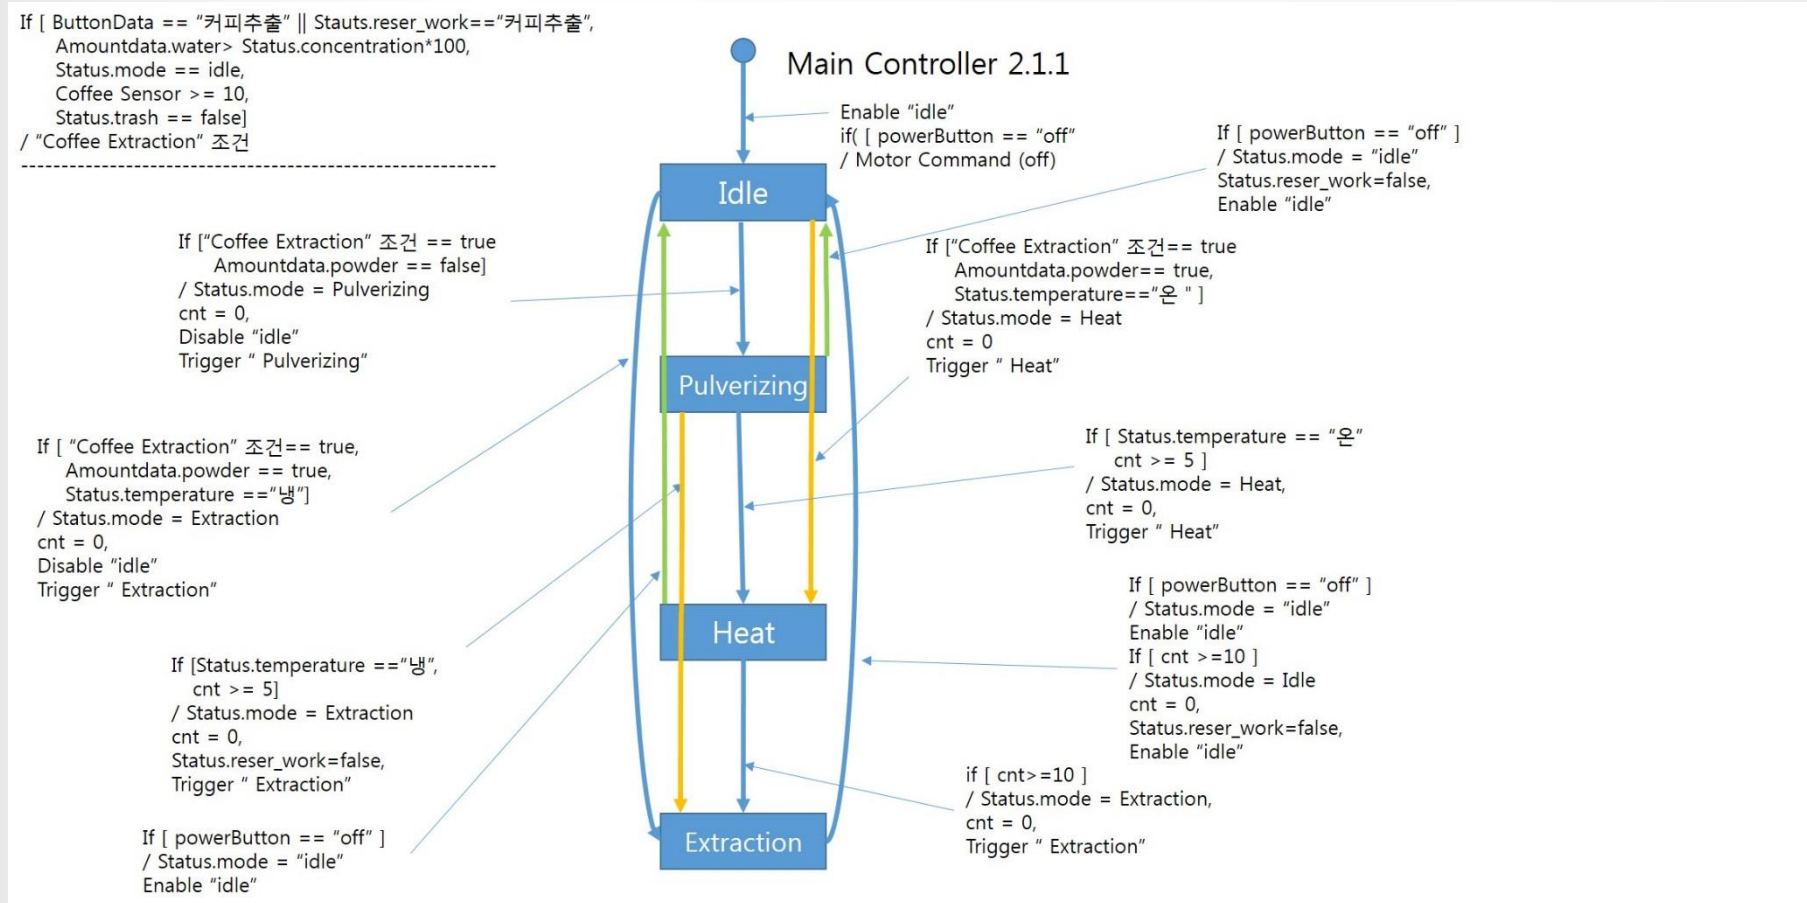 If [ ButtonData == “커피추출” || Stauts.reser_work==“커피추출”,
Amountdata.water> Status.concentration*100,
Status.mode == idle,
Coffee Sensor >= 10,
Status.trash == false]
/ “Coffee Extraction” 조건
------------------------------------------------------------
Main Controller 2.1.1
Enable “idle”
if( [ powerButton == “off”
/ Motor Command (off)
If [ powerButton == “off” ]
/ Status.mode = “idle”
Status.reser_work=false,
Enable “idle”
Idle
If [“Coffee Extraction” 조건 == true
Amountdata.powder == false]
/ Status.mode = Pulverizing
cnt = 0,
Disable “idle”
Trigger “ Pulverizing”
If [“Coffee Extraction” 조건== true
Amountdata.powder== true,
Status.temperature==“온 " ]
/ Status.mode = Heat
cnt = 0
Trigger “ Heat”
Pulverizing
If [ “Coffee Extraction” 조건== true,
Amountdata.powder == true,
Status.temperature ==“냉”]
/ Status.mode = Extraction
cnt = 0,
Disable “idle”
Trigger “ Extraction”
If [ Status.temperature == “온”
cnt >= 5 ]
/ Status.mode = Heat,
cnt = 0,
Trigger “ Heat”
Heat
If [ powerButton == “off” ]
/ Status.mode = “idle”
Enable “idle”
If [ cnt >=10 ]
/ Status.mode = Idle
cnt = 0,
Status.reser_work=false,
Enable “idle”
If [Status.temperature ==“냉”,
cnt >= 5]
/ Status.mode = Extraction
cnt = 0,
Status.reser_work=false,
Trigger “ Extraction”
if [ cnt>=10 ]
/ Status.mode = Extraction,
cnt = 0,
Trigger “ Extraction”
Extraction
If [ powerButton == “off” ]
/ Status.mode = “idle”
Enable “idle”